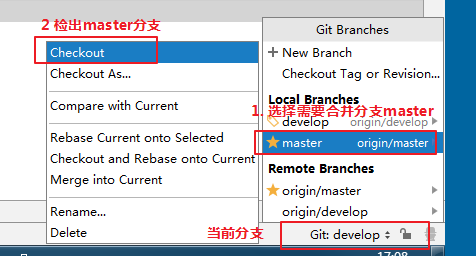 2 检出master分支
Checkout
Checkout As...
Compare with Current
Rebase Current onto Selected
Checkout and Rebase onto Current
Merge into Current
Rename...
Delete
Git Branches
+ New Branch
Checkout Tag or Revision...
Local Branches
1. 选择需要合并分支master
develop origin/develop
master origin/master
Remote Branches
origin/master
origin/develop
当前分支
Git: develop